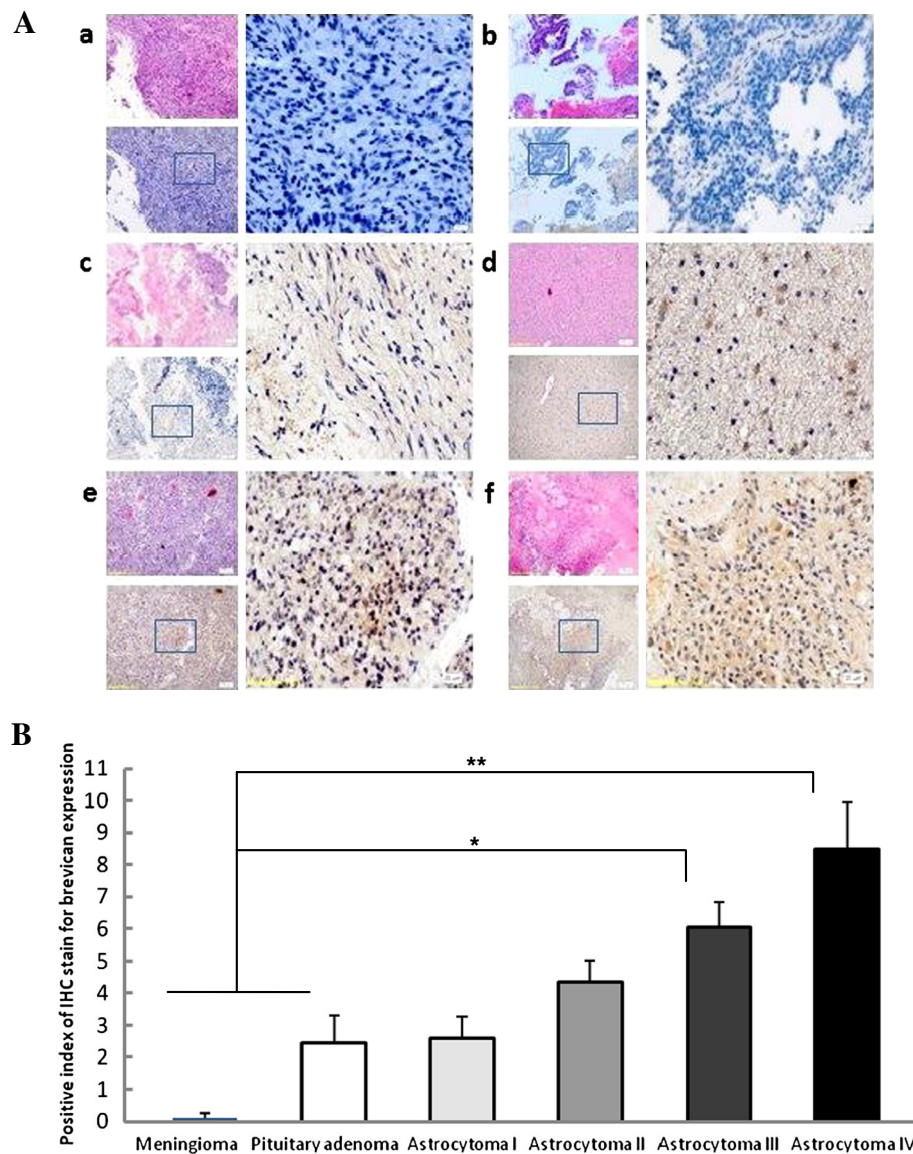 A
a
b
c
d
e
f
B
Positive index of IHC stain for brevican expression
11
10
9
8
7
6
5
4
3
2
1
0
**
*
Meningioma
Pituitary adenoma
Astrocytoma I
Astrocytoma II
Astrocytoma III
Astrocytoma IV